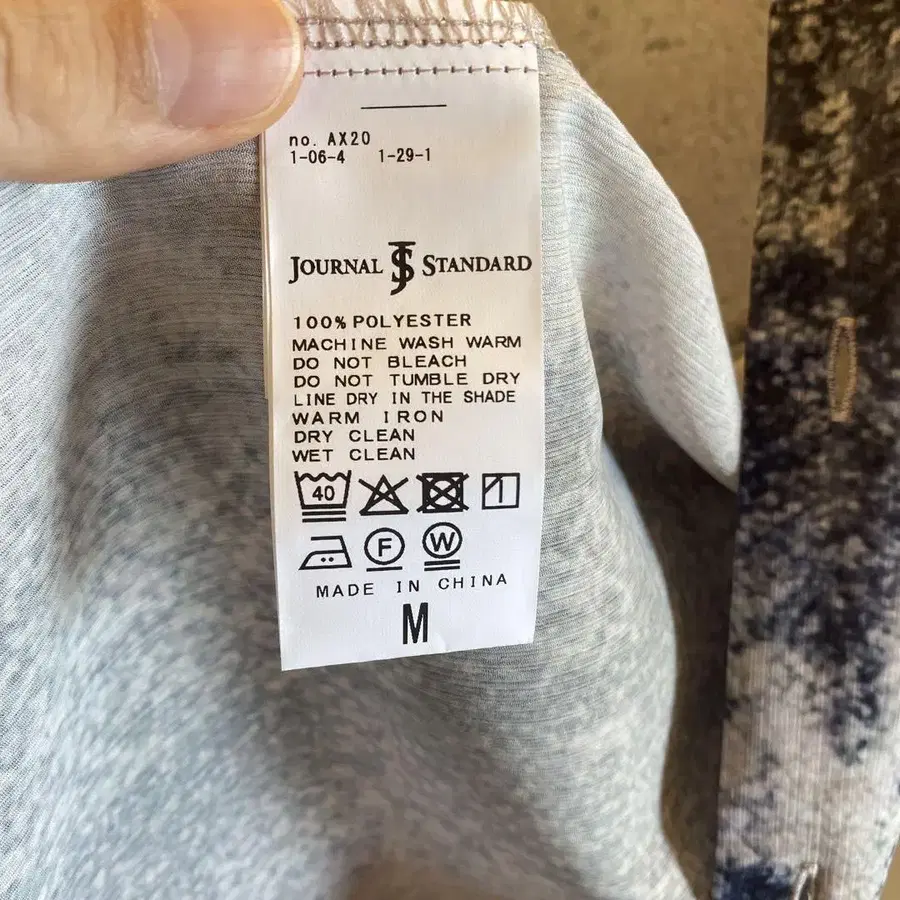 no. AX20
1-06-4 1-29-1
JOURNAL JS STANDARD
100% POLYESTER
MACHINE WASH WARM
DO NOT BLEACH
DO NOT TUMBLE DRY
LINE DRY IN THE SHADE
WARM IRON
DRY CLEAN
WET CLEAN
40
F W
MADE IN CHINA
M